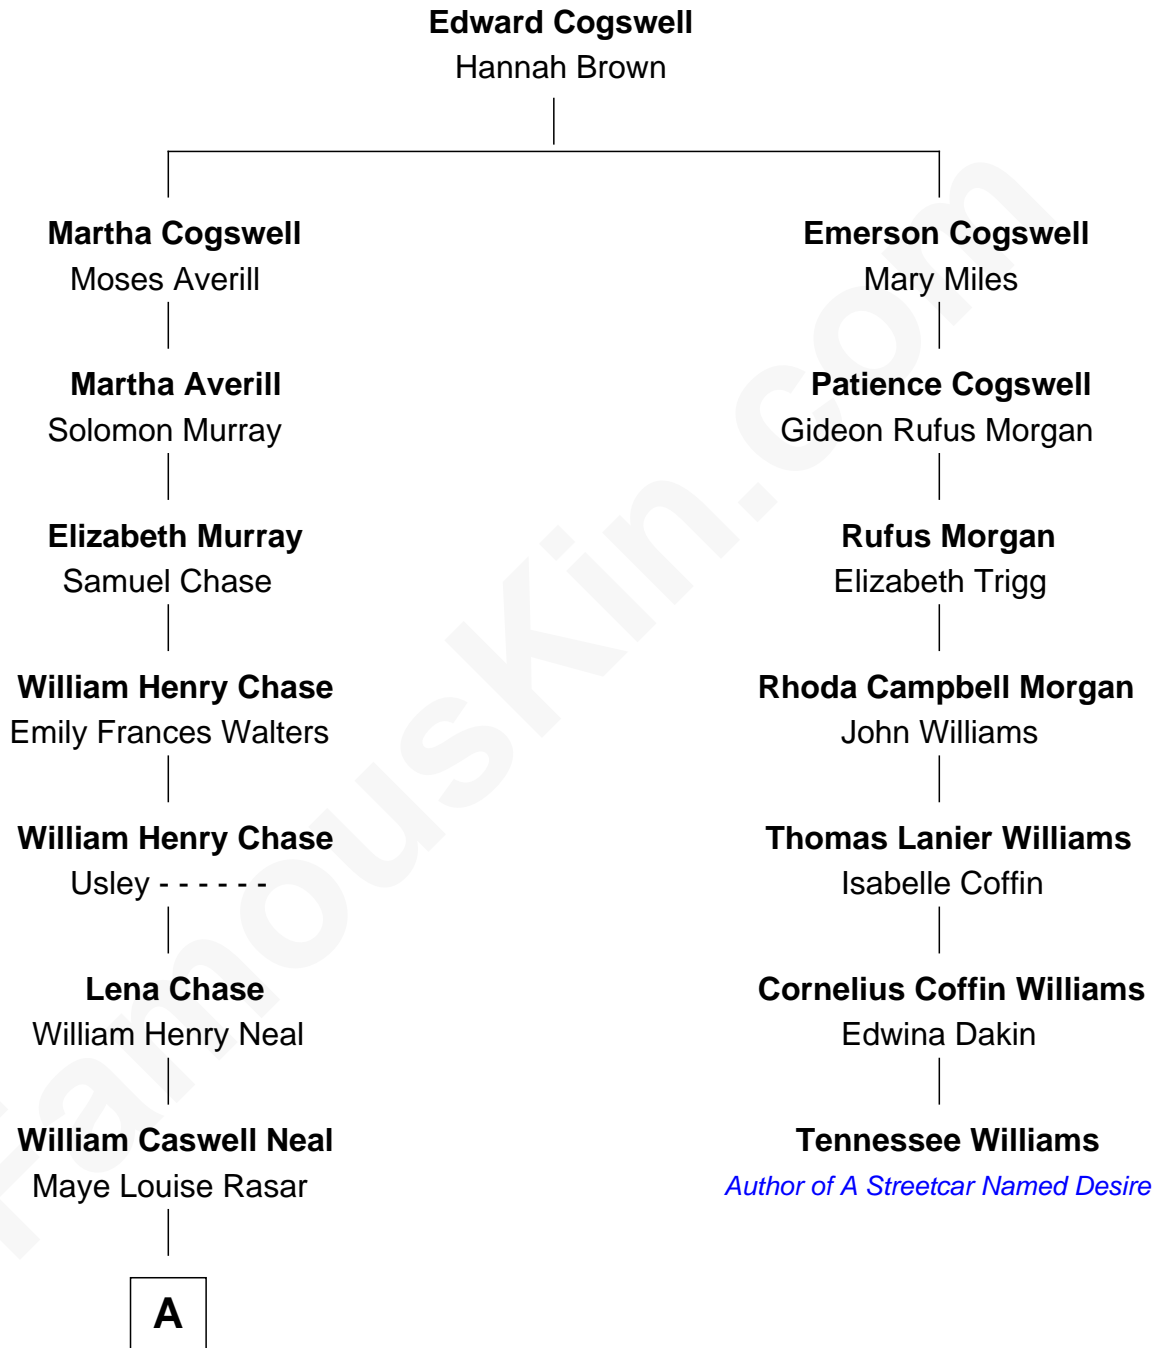 Edward Cogswell
Hannah Brown
Martha Cogswell
Moses Averill
Emerson Cogswell
Mary Miles
Martha Averill
Solomon Murray
Patience Cogswell
Gideon Rufus Morgan
Elizabeth Murray
Samuel Chase
Rufus Morgan
Elizabeth Trigg
William Henry Chase
Emily Frances Walters
Rhoda Campbell Morgan
John Williams
William Henry Chase
Usley - - - - - -
Thomas Lanier Williams
Isabelle Coffin
Lena Chase
William Henry Neal
Cornelius Coffin Williams
Edwina Dakin
William Caswell Neal
Maye Louise Rasar
Tennessee Williams
Author of A Streetcar Named Desire
A
FamousKin.com